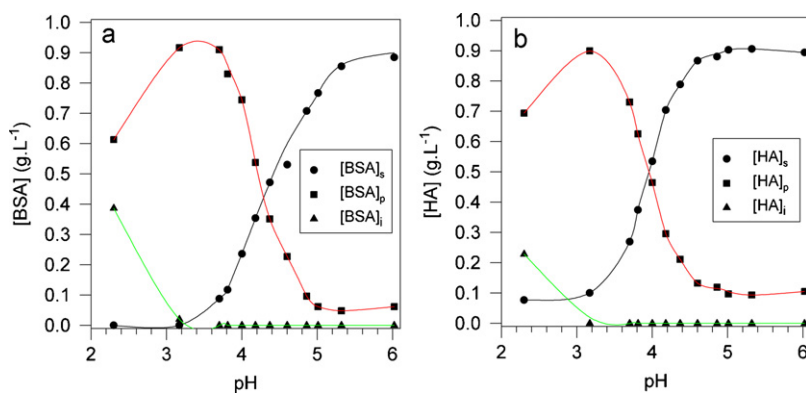 a
1.0
0.9
0.8
0.7
0.6
0.5
0.4
0.3
0.2
0.1
0.0
[BSA] (g.L⁻¹)
[BSA]s
[BSA]p
[BSA]i
2 3 4 5 6
pH
b
1.0
0.9
0.8
0.7
0.6
0.5
0.4
0.3
0.2
0.1
0.0
[HA] (g.L⁻¹)
[HA]s
[HA]p
[HA]i
2 3 4 5 6
pH